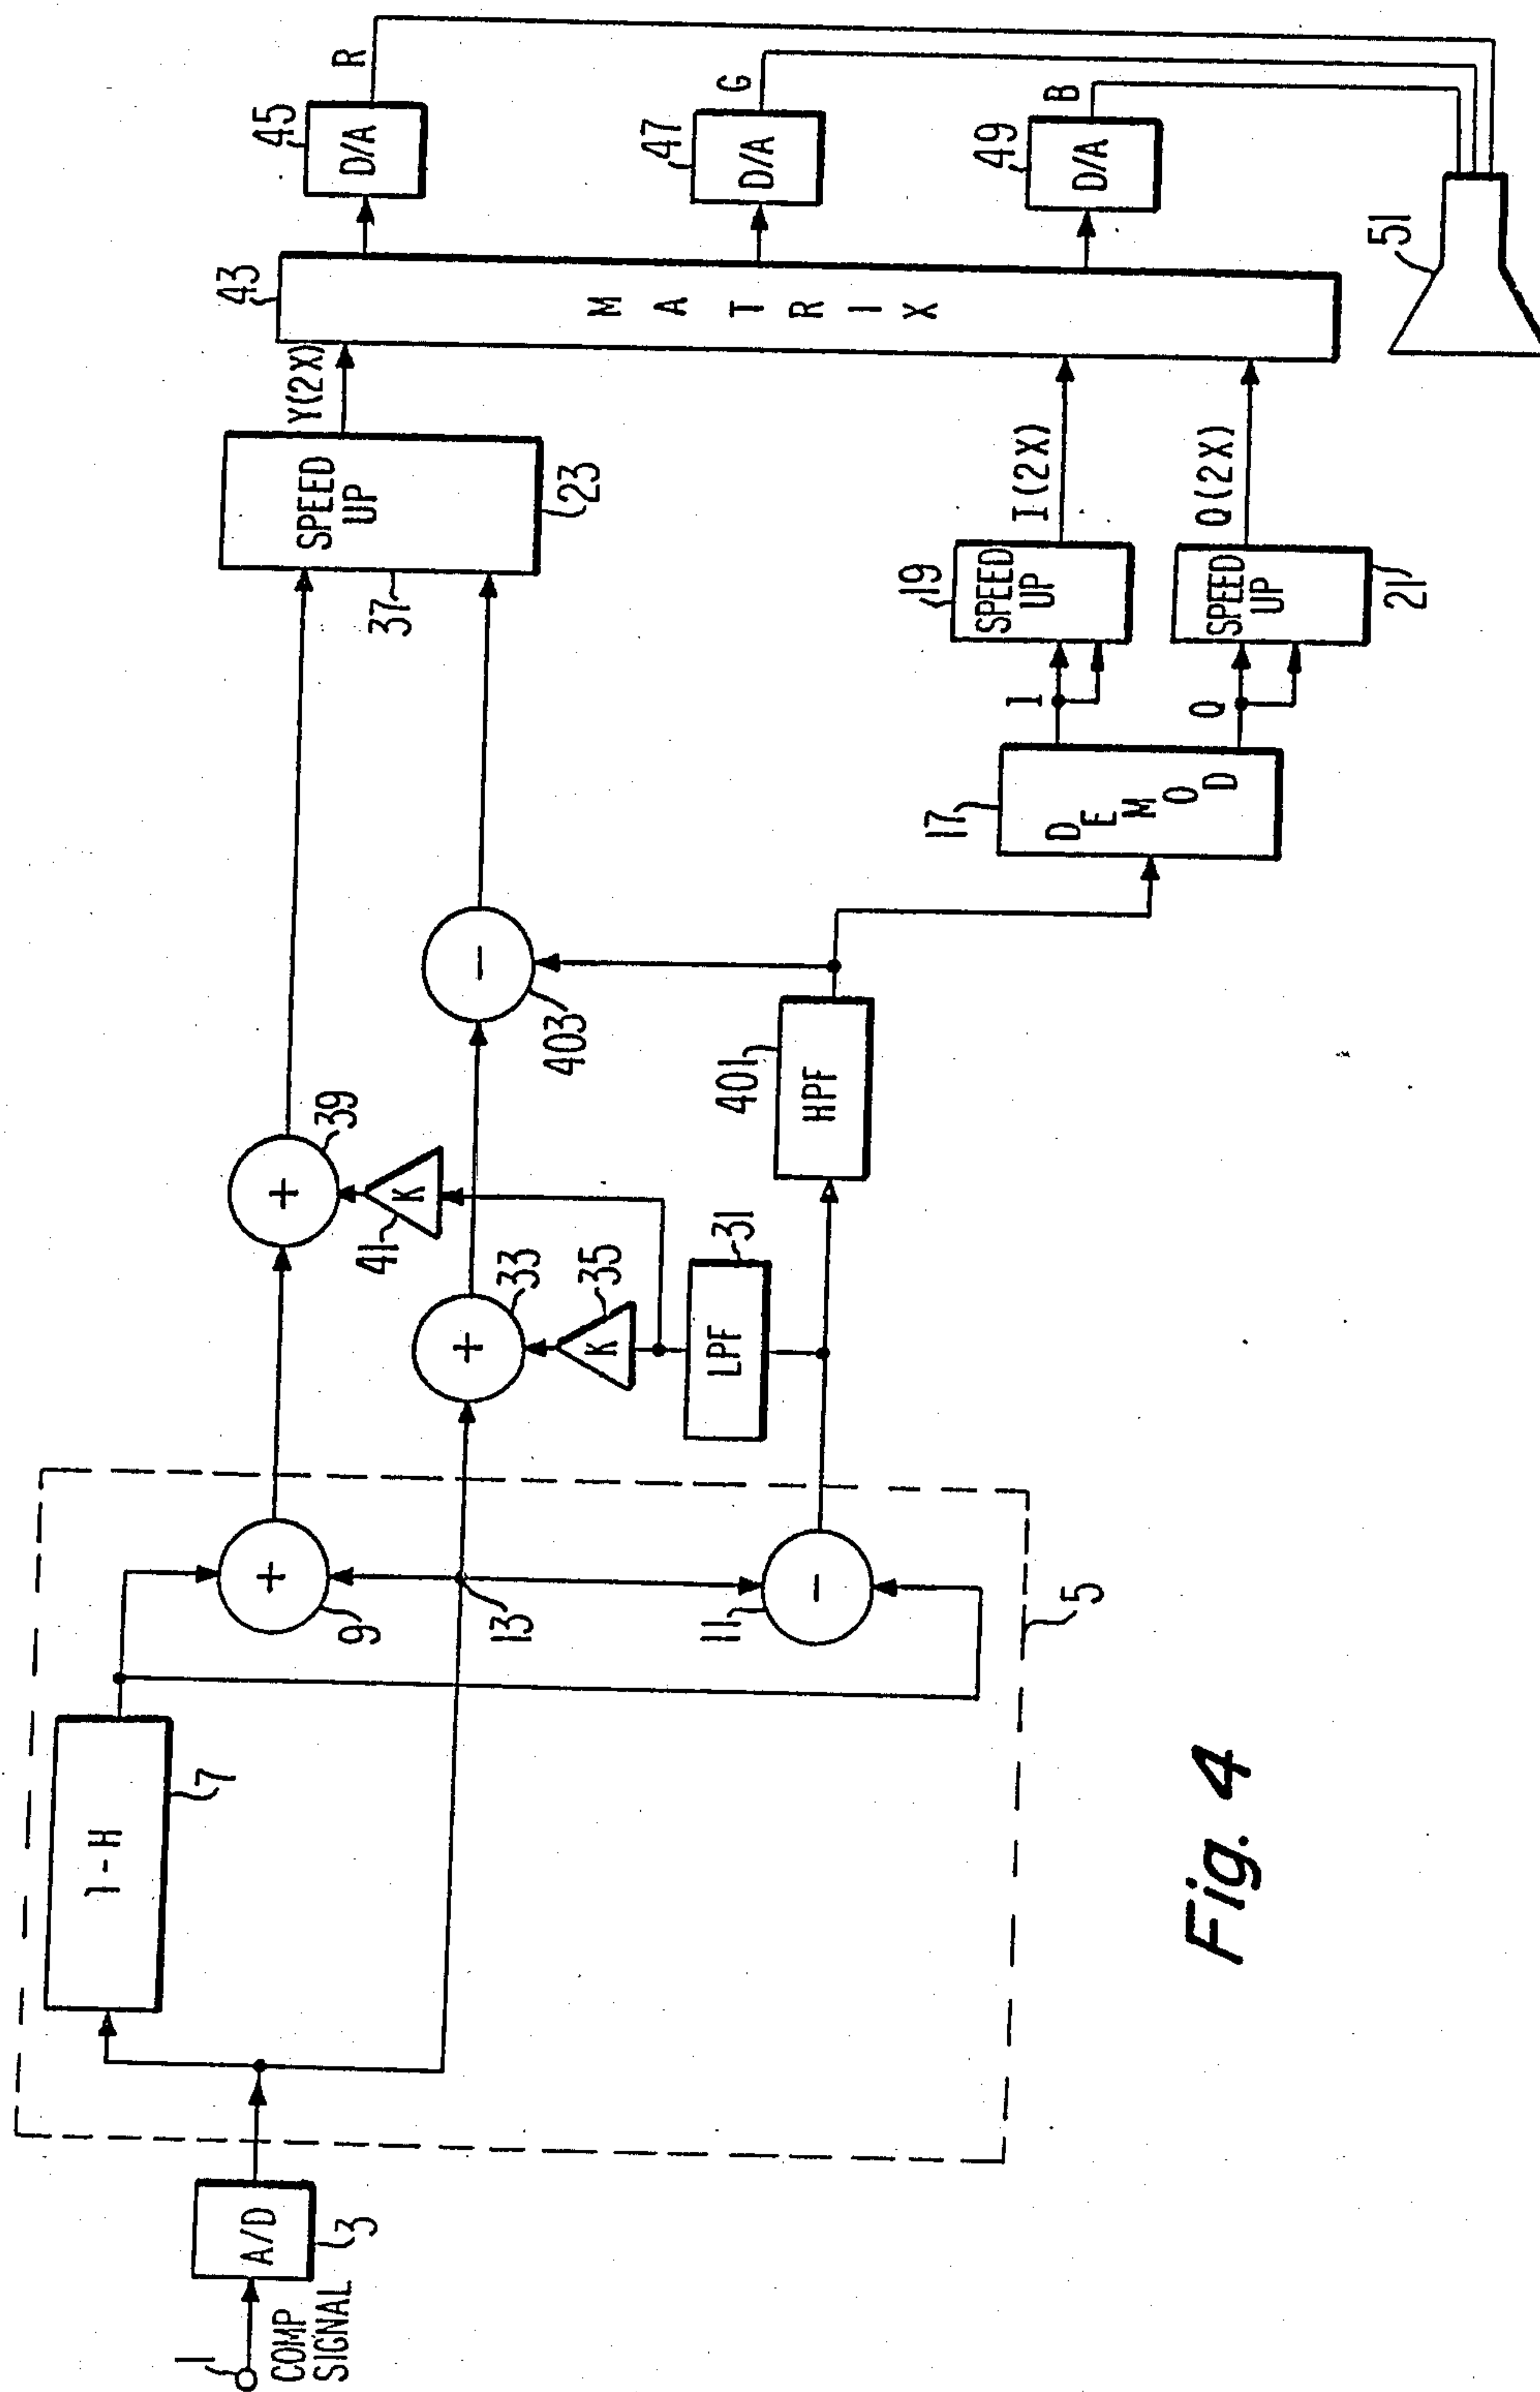 1
COMP
SIGNAL
A/D
3
5
1-H
7
+
9
13
-
11
+
33
K
35
LPF
31
+
39
K
41
HPF
401
-
403
DEMOD
17
I
Q
SPEED
UP
19
SPEED
UP
21
SPEED
UP
37
23
Y(2X)
I(2X)
Q(2X)
MATRIX
43
D/A
45
R
D/A
47
G
D/A
49
B
51
Fig. 4